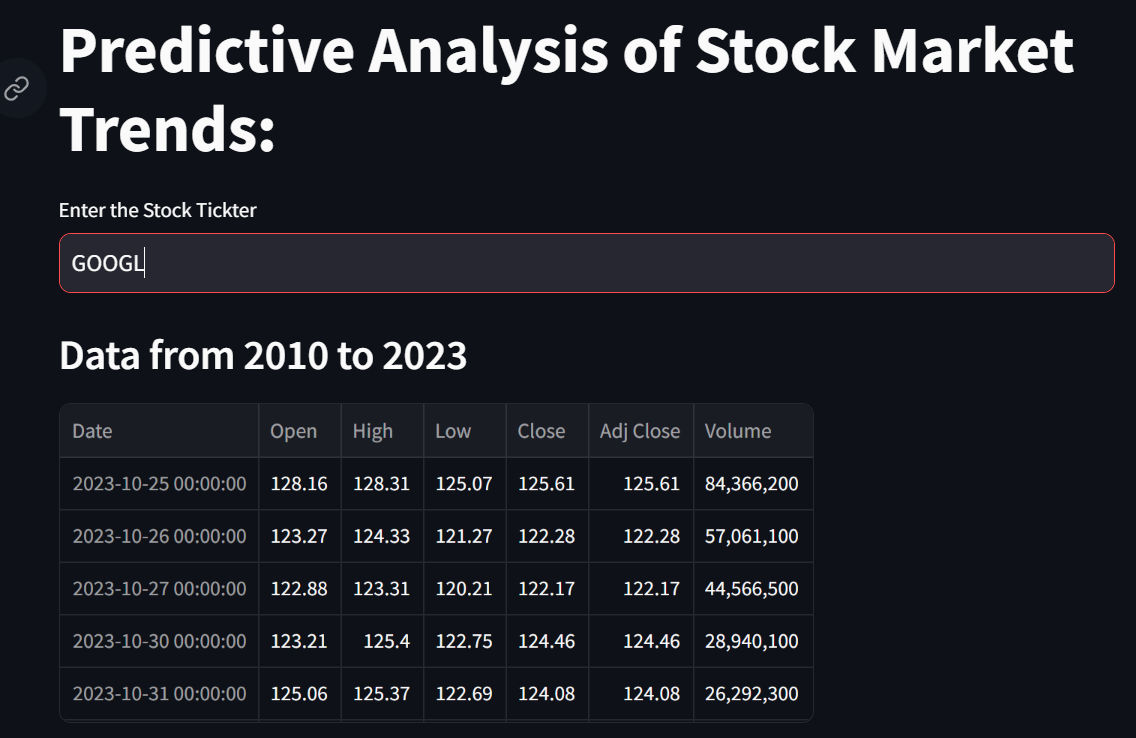 Predictive Analysis of Stock Market
Trends:
Enter the Stock Tickter
GOOGL
Data from 2010 to 2023
Date Open High Low Close Adj Close Volume
2023-10-25 00:00:00 128.16 128.31 125.07 125.61 125.61 84,366,200
2023-10-26 00:00:00 123.27 124.33 121.27 122.28 122.28 57,061,100
2023-10-27 00:00:00 122.88 123.31 120.21 122.17 122.17 44,566,500
2023-10-30 00:00:00 123.21 125.4 122.75 124.46 124.46 28,940,100
2023-10-31 00:00:00 125.06 125.37 122.69 124.08 124.08 26,292,300